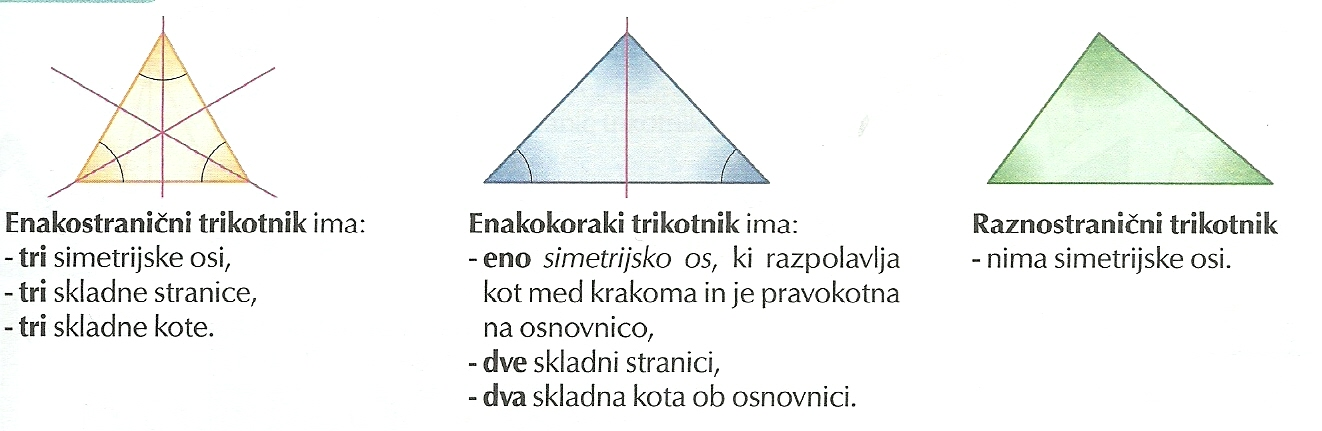 Enakostranični trikotnik ima:
- tri simetrijske osi,
- tri skladne stranice,
- tri skladne kote.
Enakokoraki trikotnik ima:
- eno simetrijsko os, ki razpolavlja
kot med krakoma in je pravokotna
na osnovnico,
- dve skladni stranici,
- dva skladna kota ob osnovnici.
Raznostranični trikotnik
- nima simetrijske osi.